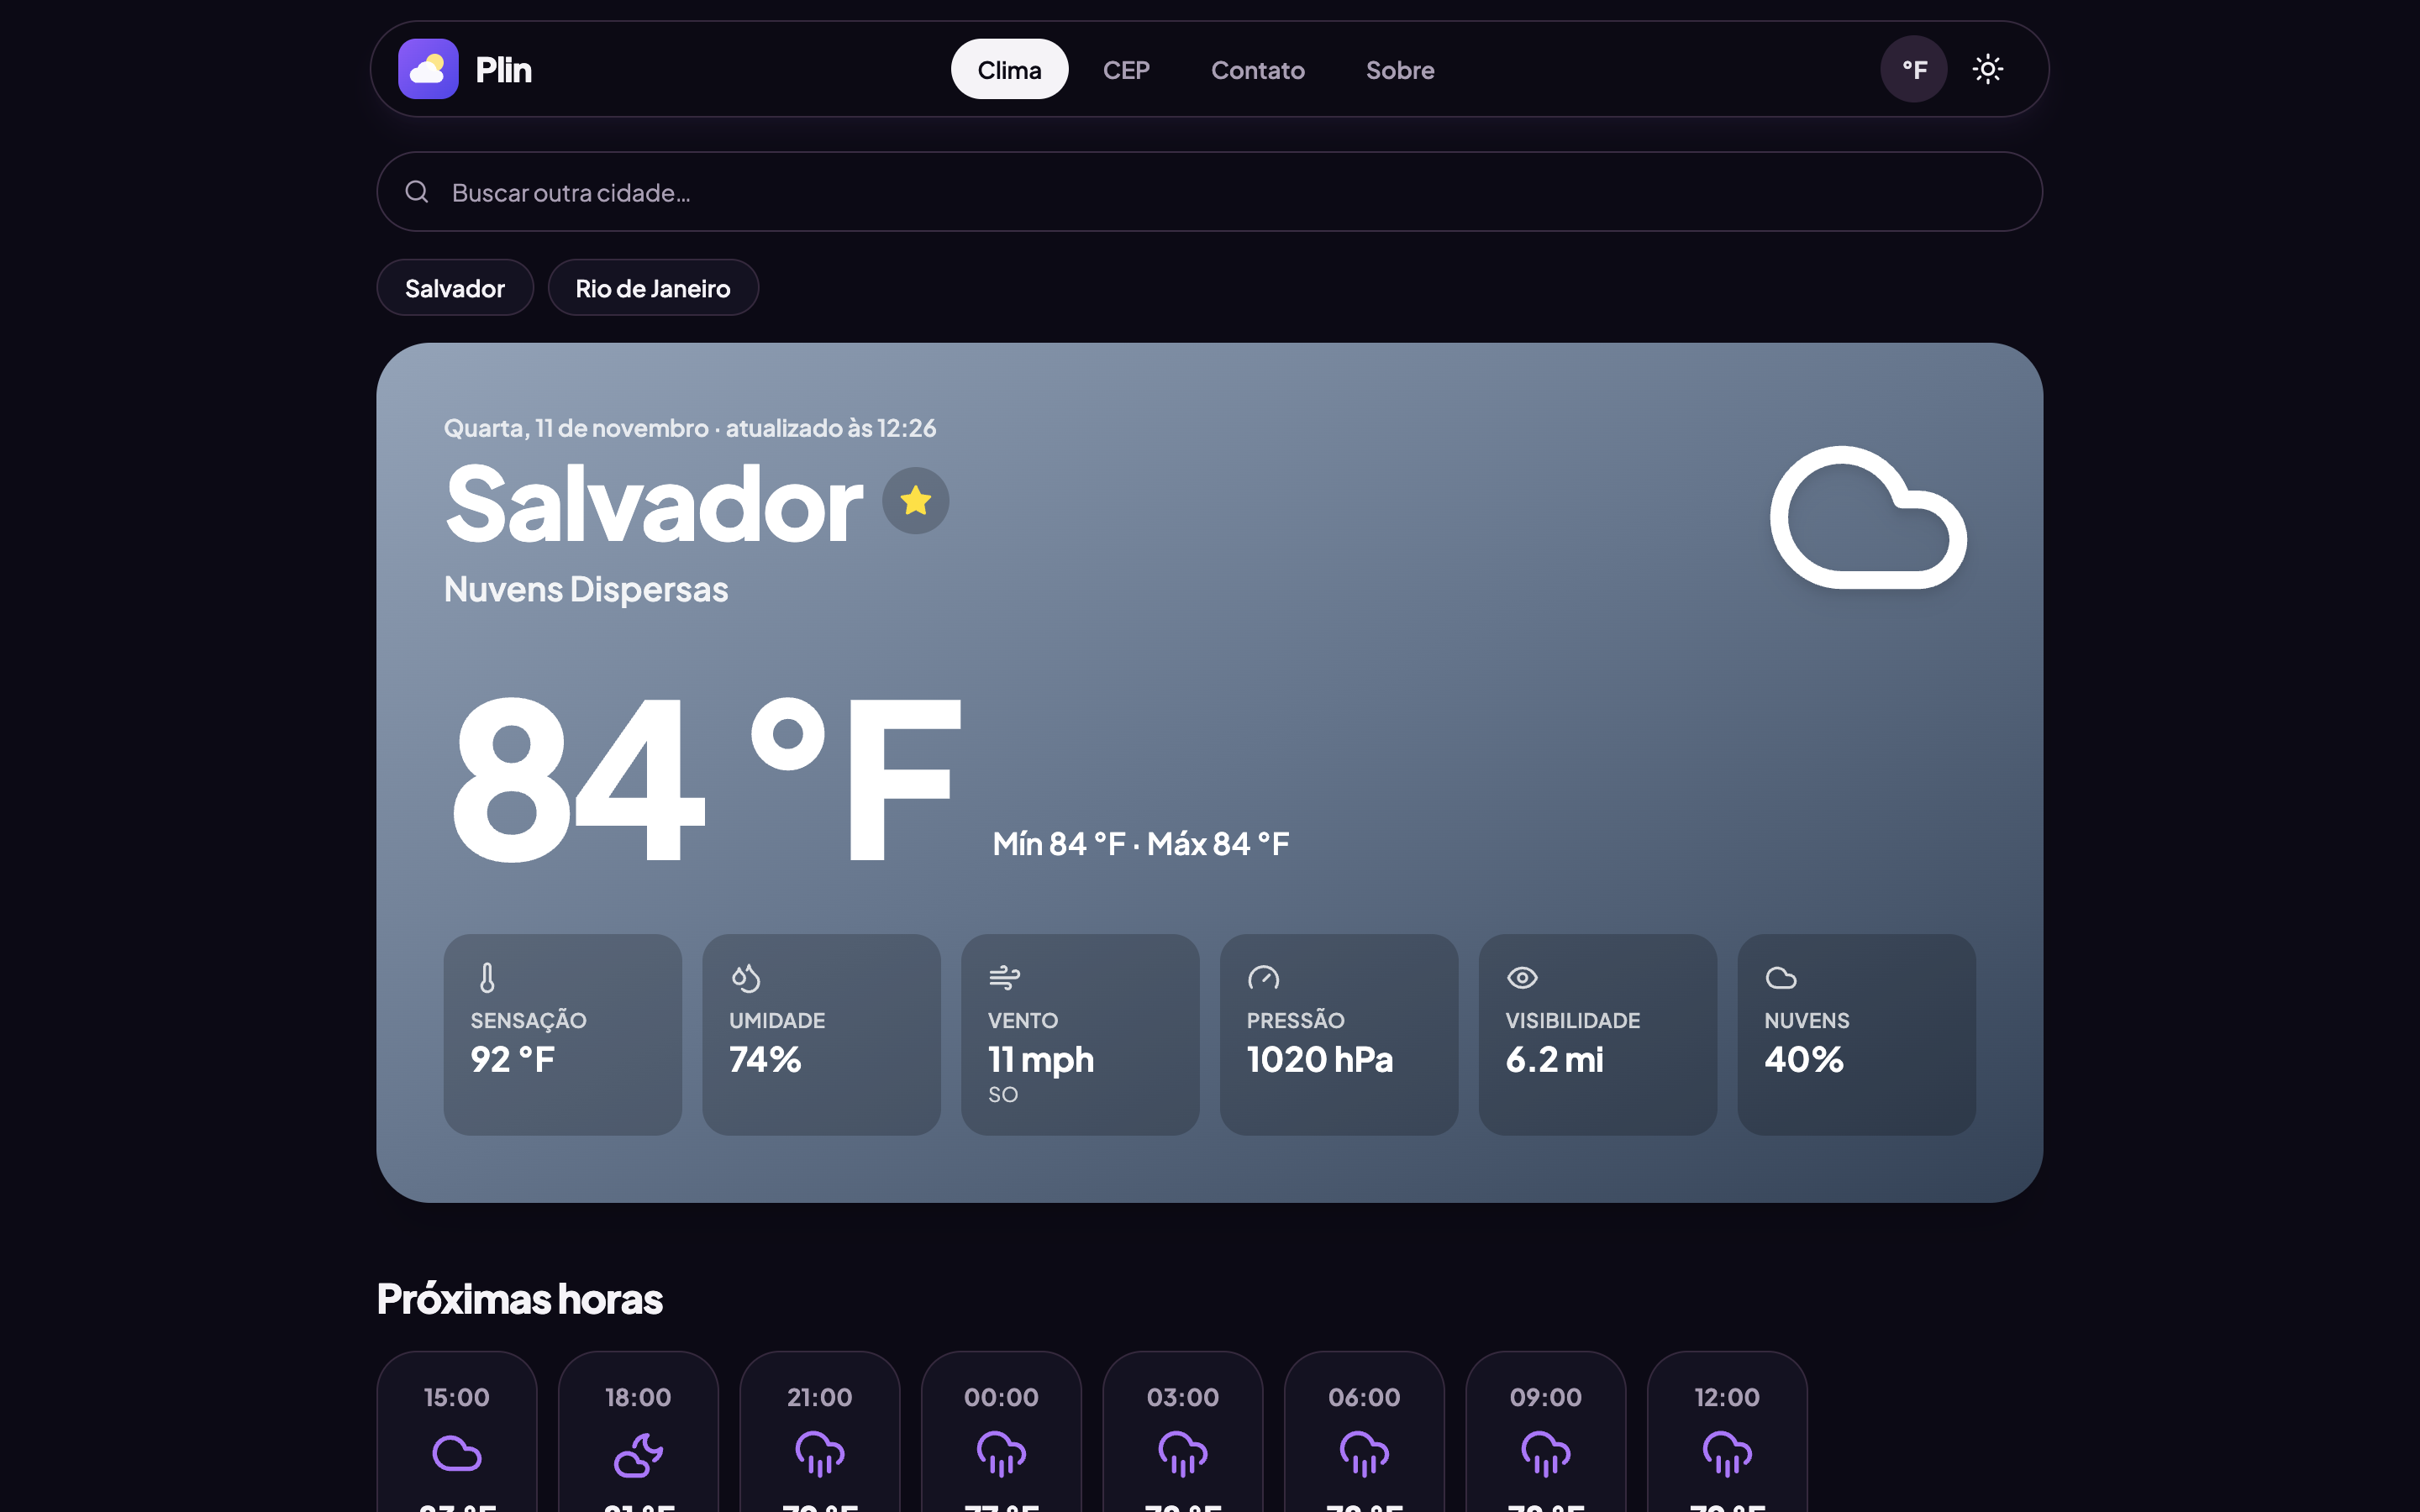 Plin
Clima CEP Contato Sobre
°F
Buscar outra cidade...
Salvador Rio de Janeiro
Quarta, 11 de novembro · atualizado às 12:26
Salvador
Nuvens Dispersas
84 °F
Mín 84 °F · Máx 84 °F
SENSAÇÃO UMIDADE VENTO PRESSÃO VISIBILIDADE NUVENS
92 °F 74% 11 mph 1020 hPa 6.2 mi 40%
SO
Próximas horas
15:00 18:00 21:00 00:00 03:00 06:00 09:00 12:00